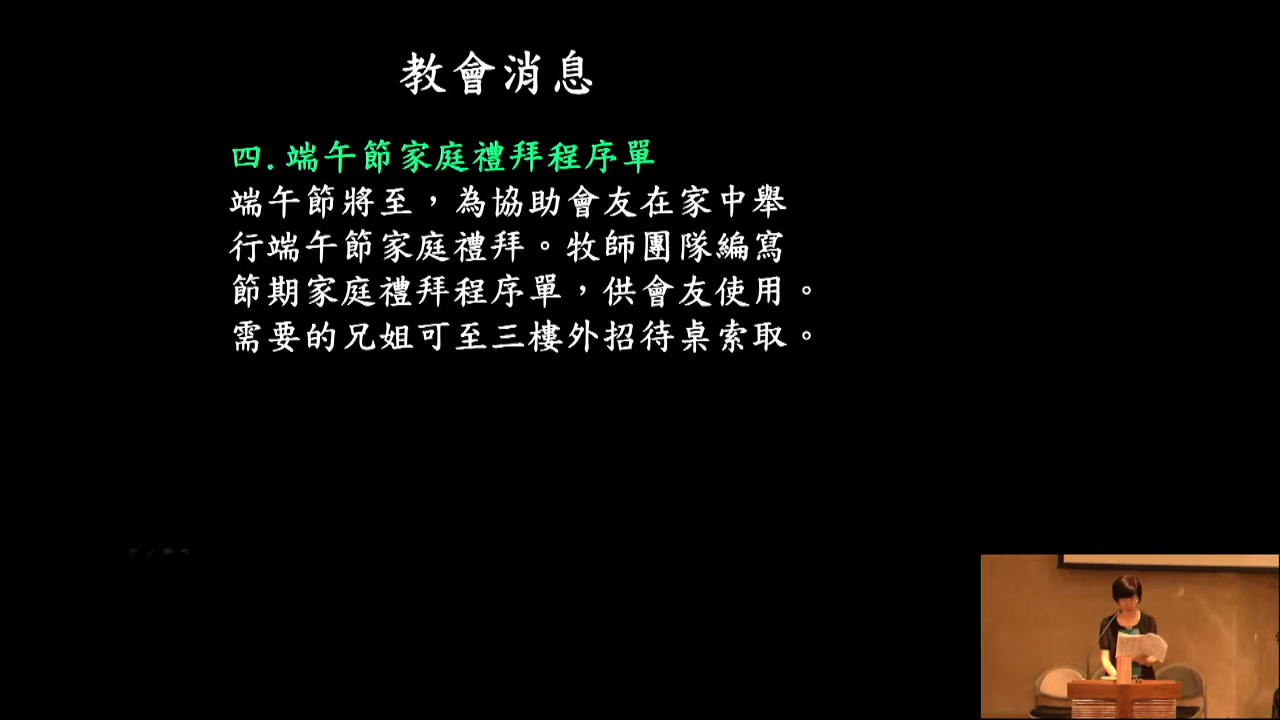 教會消息
四.端午節家庭禮拜程序單
端午節將至，為協助會友在家中舉
行端午節家庭禮拜。牧師團隊編寫
節期家庭禮拜程序單，供會友使用。
需要的兄姐可至三樓外招待桌索取。